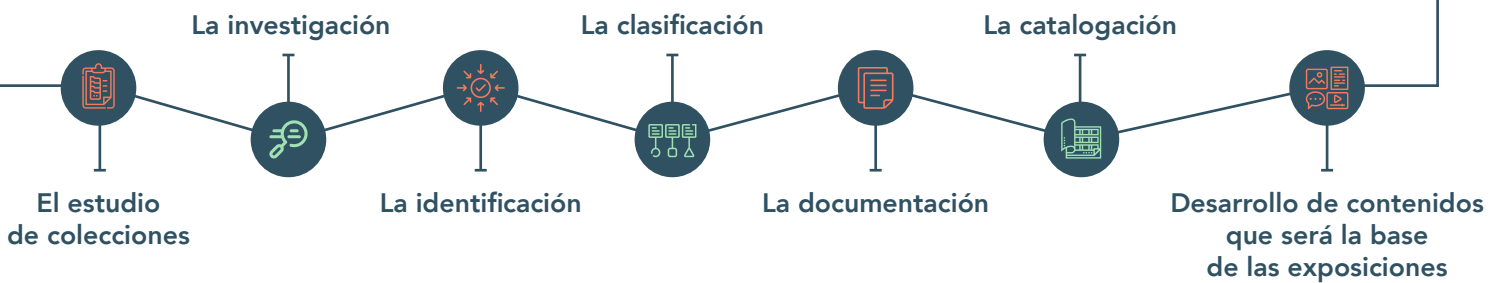 La investigación
La clasificación
La catalogación
El estudio
de colecciones
La identificación
La documentación
Desarrollo de contenidos
que será la base
de las exposiciones